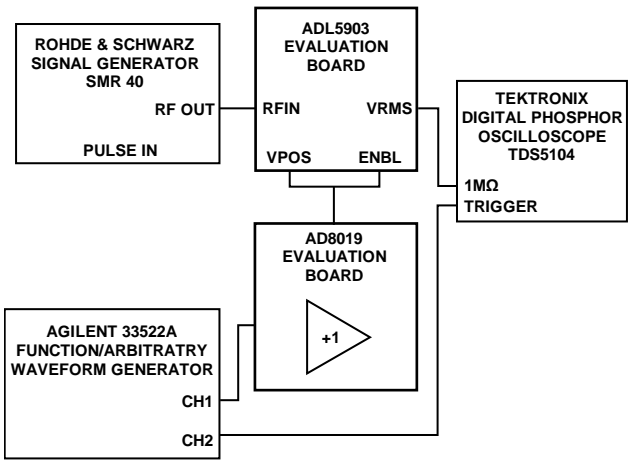 ROHDE & SCHWARZ
SIGNAL GENERATOR
SMR 40
RF OUT
PULSE IN
ADL5903
EVALUATION
BOARD
RFIN
VRMS
VPOS
ENBL
TEKTRONIX
DIGITAL PHOSPHOR
OSCILLOSCOPE
TDS5104
1MΩ
TRIGGER
AD8019
EVALUATION
BOARD
+1
AGILENT 33522A
FUNCTION/ARBITRATRY
WAVEFORM GENERATOR
CH1
CH2